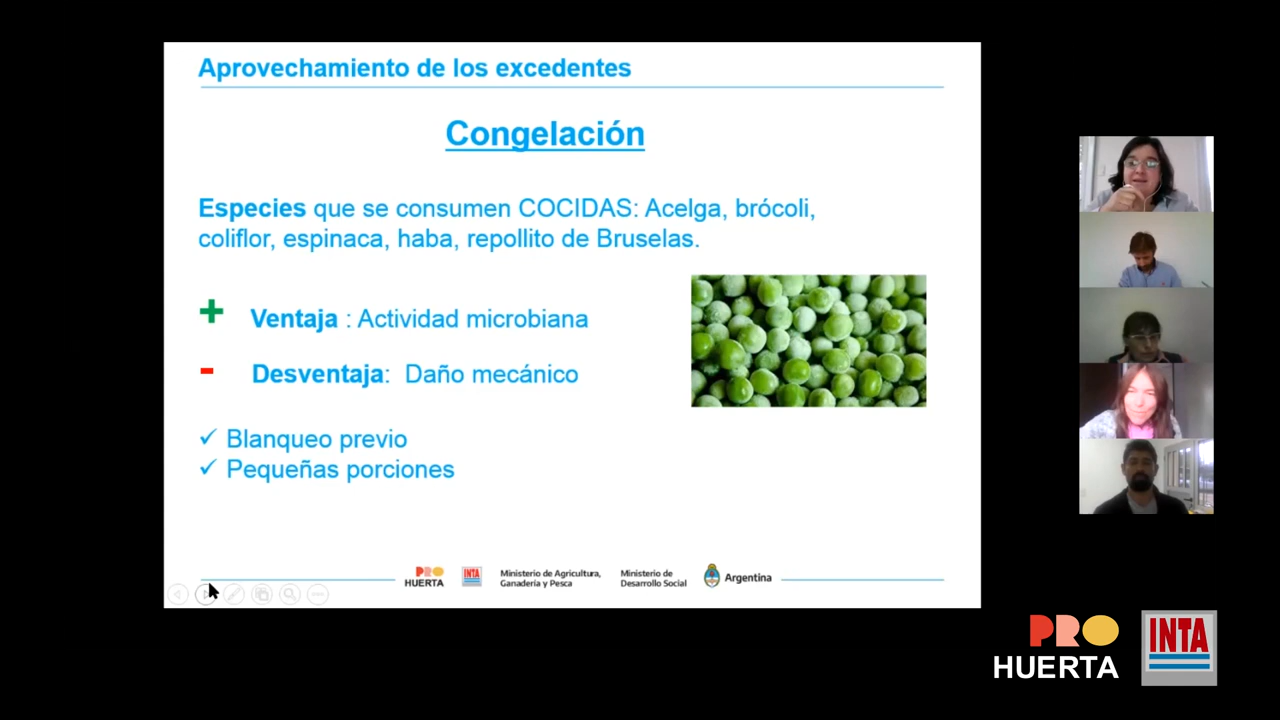 Aprovechamiento de los excedentes
Congelación
Especies que se consumen COCIDAS: Acelga, brócoli,
coliflor, espinaca, haba, repollito de Bruselas.
+ Ventaja : Actividad microbiana
- Desventaja: Daño mecánico
✓ Blanqueo previo
✓ Pequeñas porciones
PRO
HUERTA
INTA
Ministerio de Agricultura,
Ganadería y Pesca
Ministerio de
Desarrollo Social
Argentina
PRO
HUERTA
INTA